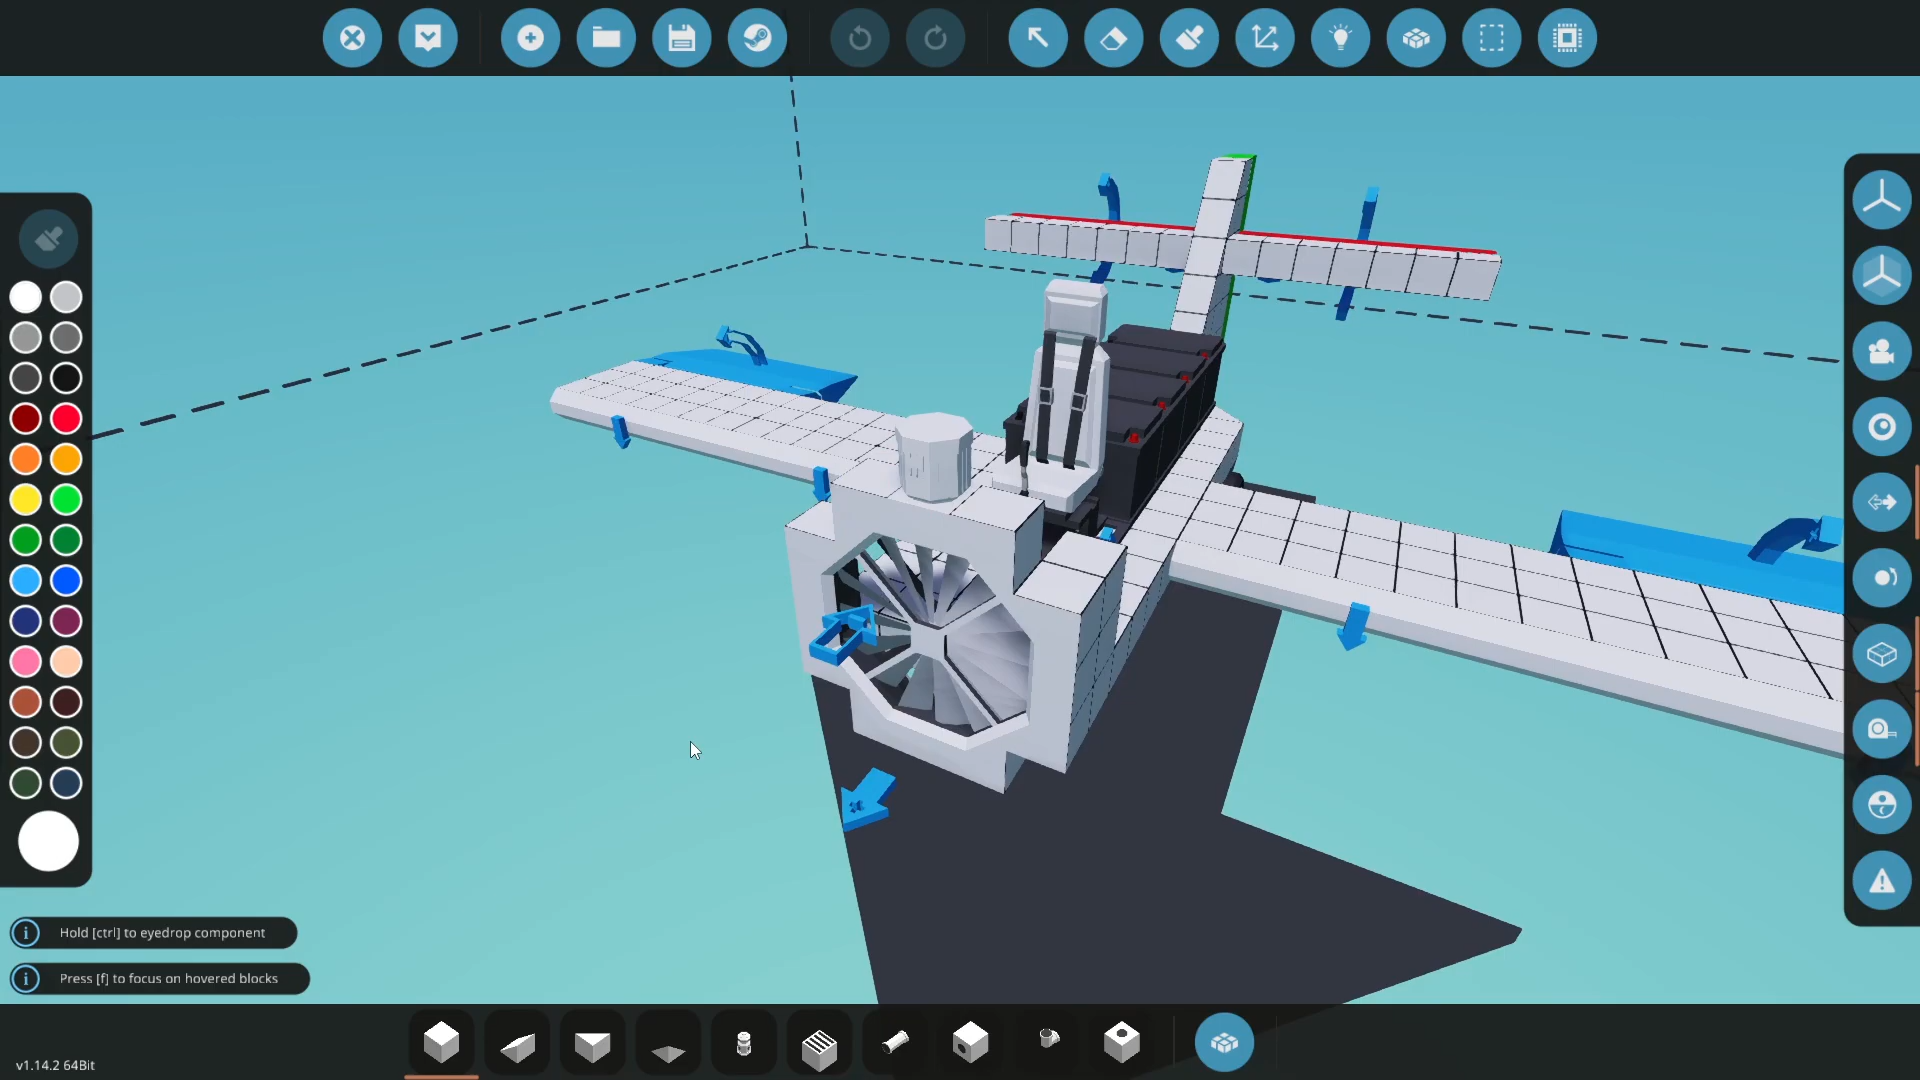 Hold [ctrl] to eyedrop component
Press [f] to focus on hovered blocks
v1.14.2 64Bit